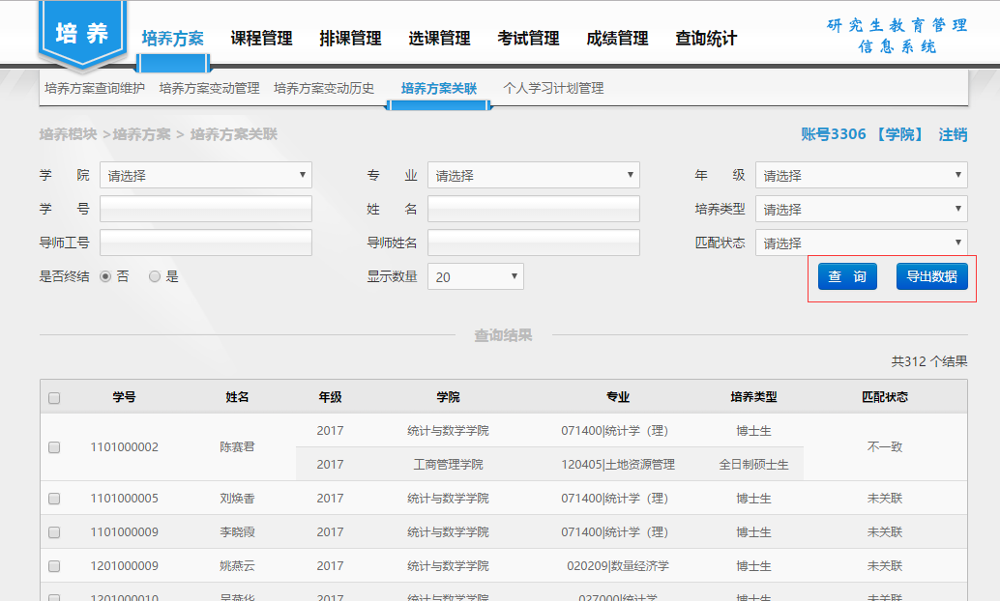 培养
培养方案 课程管理 排课管理 选课管理 考试管理 成绩管理 查询统计
研究生教育管理
信息系统
培养方案查询维护 培养方案变动管理 培养方案变动历史 培养方案关联 个人学习计划管理
培养模块 >培养方案 > 培养方案关联 账号3306 【学院】 注销
学 院 请选择 专 业 请选择 年 级 请选择
学 号 姓 名 培养类型 请选择
导师工号 导师姓名 匹配状态 请选择
是否终结 否 是 显示数量 20 查 询 导出数据
查询结果
共312 个结果
学号 姓名 年级 学院 专业 培养类型 匹配状态
2017 统计与数学学院 071400|统计学（理） 博士生
1101000002 陈赛君 不一致
2017 工商管理学院 120405|土地资源管理 全日制硕士生
1101000005 刘焕香 2017 统计与数学学院 071400|统计学（理） 博士生 未关联
1101000009 李晓霞 2017 统计与数学学院 071400|统计学（理） 博士生 未关联
1201000009 姚燕云 2017 统计与数学学院 020209|数量经济学 博士生 未关联
1201000010 2017 统计与数学学院 027000|统计学 博士生 未关联